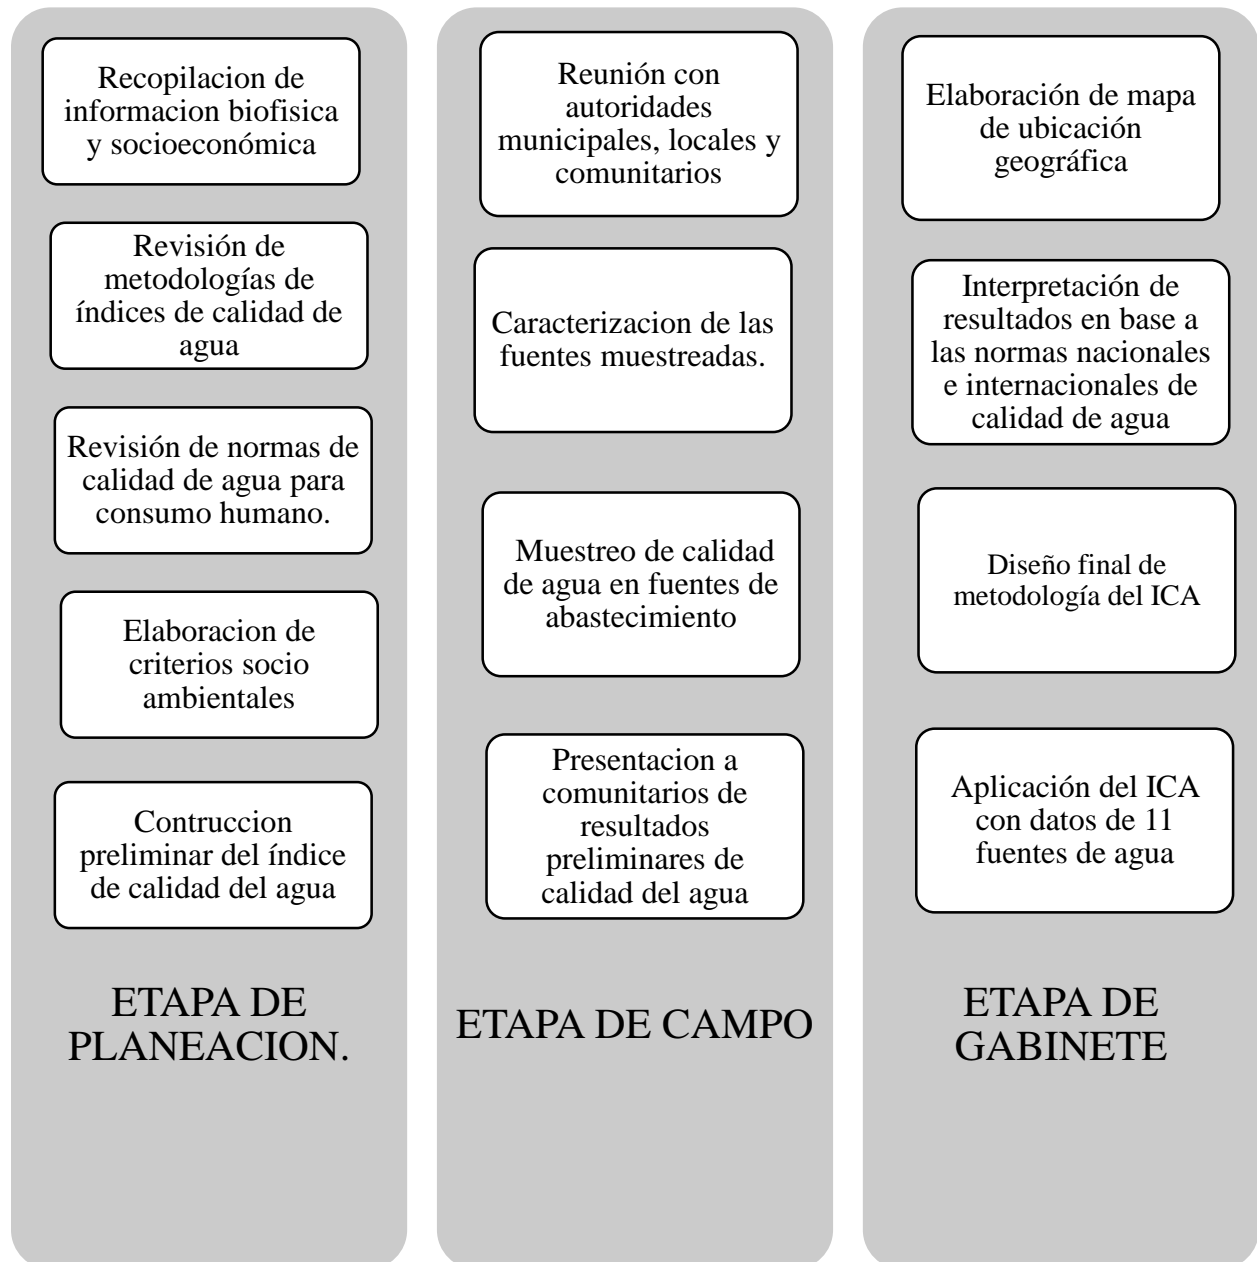 Recopilacion de
informacion biofisica
y socioeconómica
Revisión de
metodologías de
índices de calidad de
agua
Revisión de normas de
calidad de agua para
consumo humano.
Elaboracion de
criterios socio
ambientales
Contruccion
preliminar del índice
de calidad del agua
ETAPA DE
PLANEACION.
Reunión con
autoridades
municipales, locales y
comunitarios
Caracterizacion de las
fuentes muestreadas.
Muestreo de calidad
de agua en fuentes de
abastecimiento
Presentacion a
comunitarios de
resultados
preliminares de
calidad del agua
ETAPA DE CAMPO
Elaboración de mapa
de ubicación
geográfica
Interpretación de
resultados en base a
las normas nacionales
e internacionales de
calidad de agua
Diseño final de
metodología del ICA
Aplicación del ICA
con datos de 11
fuentes de agua
ETAPA DE
GABINETE